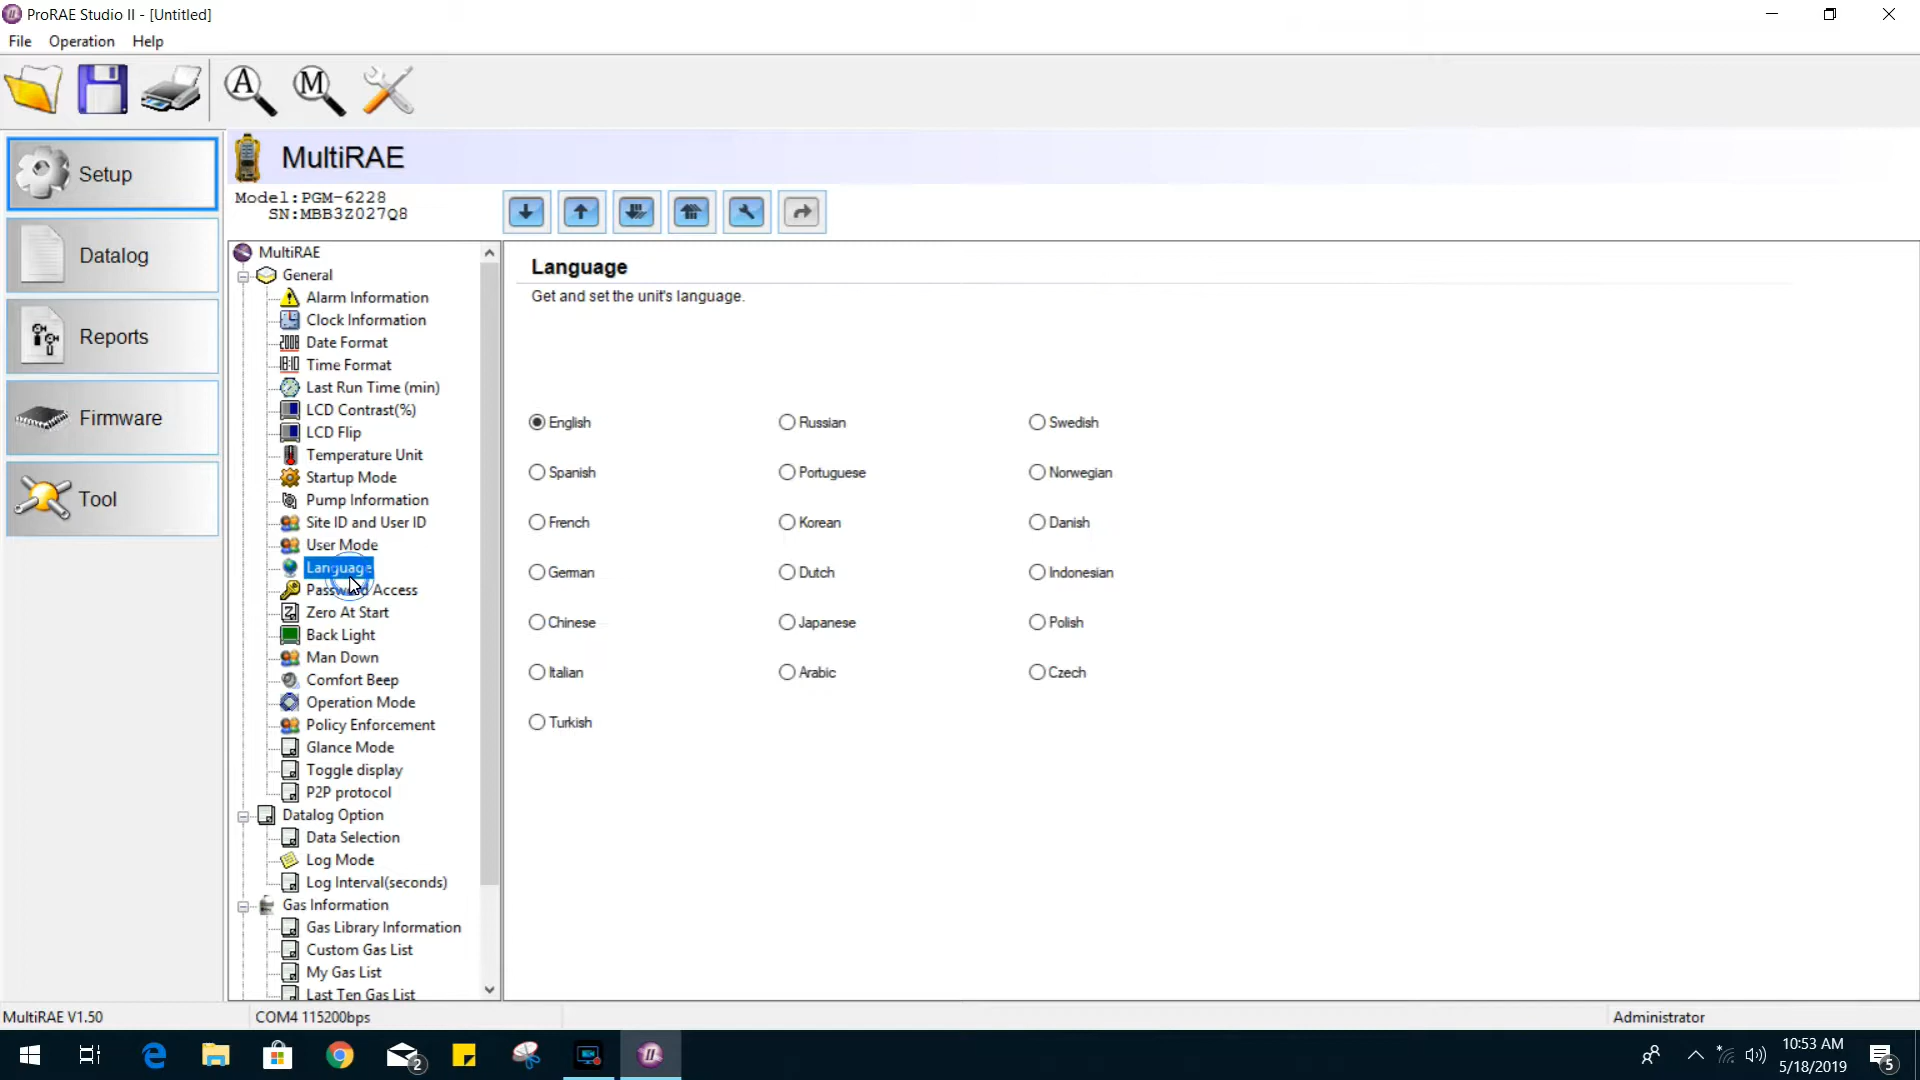 ProRAE Studio II - [Untitled]
File Operation Help
A M
Setup
Datalog
Reports
Firmware
Tool
MultiRAE
Model:PGM-6228
SN:MBB3Z027Q8
MultiRAE
General
Alarm Information
Clock Information
Date Format
Time Format
Last Run Time (min)
LCD Contrast(%)
LCD Flip
Temperature Unit
Startup Mode
Pump Information
Site ID and User ID
User Mode
Language
Password Access
Zero At Start
Back Light
Man Down
Comfort Beep
Operation Mode
Policy Enforcement
Glance Mode
Toggle display
P2P protocol
Datalog Option
Data Selection
Log Mode
Log Interval(seconds)
Gas Information
Gas Library Information
Custom Gas List
My Gas List
Last Ten Gas List
Language
Get and set the unit's language.
English Russian Swedish
Spanish Portuguese Norwegian
French Korean Danish
German Dutch Indonesian
Chinese Japanese Polish
Italian Arabic Czech
Turkish
MultiRAE V1.50 COM4 115200bps Administrator
2
10:53 AM
5/18/2019
5